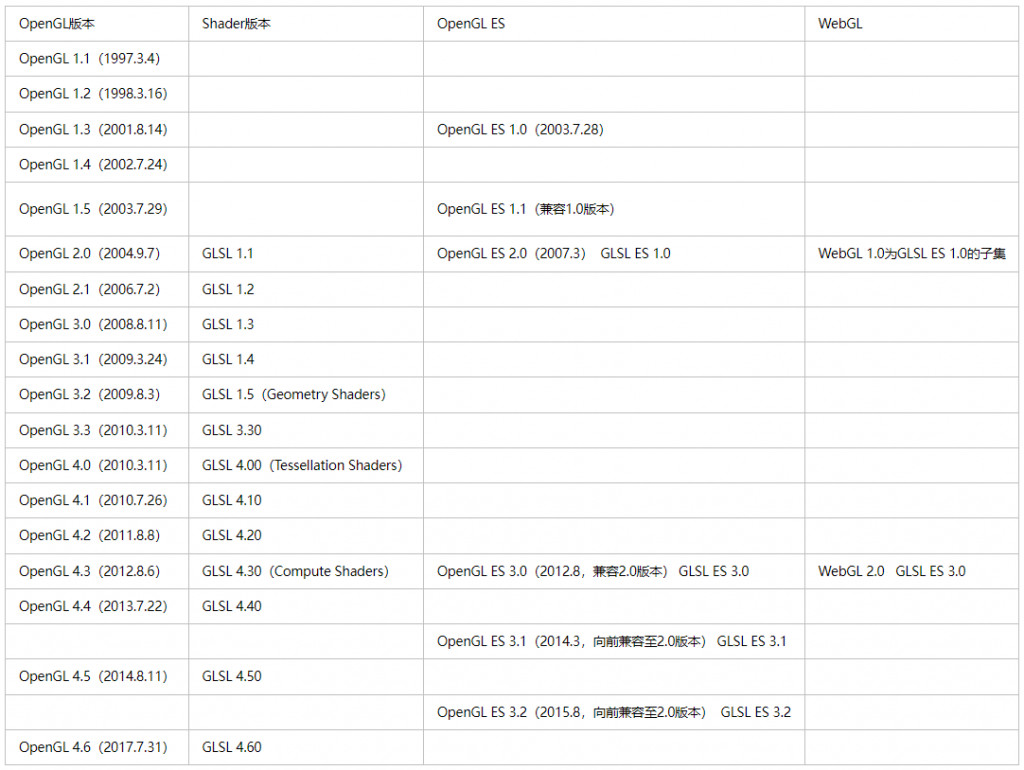 OpenGL版本 Shader版本 OpenGL ES WebGL
OpenGL 1.1（1997.3.4）
OpenGL 1.2（1998.3.16）
OpenGL 1.3（2001.8.14） OpenGL ES 1.0（2003.7.28）
OpenGL 1.4（2002.7.24）
OpenGL 1.5（2003.7.29） OpenGL ES 1.1（兼容1.0版本）
OpenGL 2.0（2004.9.7） GLSL 1.1 OpenGL ES 2.0（2007.3） GLSL ES 1.0 WebGL 1.0为GLSL ES 1.0的子集
OpenGL 2.1（2006.7.2） GLSL 1.2
OpenGL 3.0（2008.8.11） GLSL 1.3
OpenGL 3.1（2009.3.24） GLSL 1.4
OpenGL 3.2（2009.8.3） GLSL 1.5（Geometry Shaders）
OpenGL 3.3（2010.3.11） GLSL 3.30
OpenGL 4.0（2010.3.11） GLSL 4.00（Tessellation Shaders）
OpenGL 4.1（2010.7.26） GLSL 4.10
OpenGL 4.2（2011.8.8） GLSL 4.20
OpenGL 4.3（2012.8.6） GLSL 4.30（Compute Shaders） OpenGL ES 3.0（2012.8，兼容2.0版本） GLSL ES 3.0 WebGL 2.0 GLSL ES 3.0
OpenGL 4.4（2013.7.22） GLSL 4.40
OpenGL ES 3.1（2014.3，向前兼容至2.0版本） GLSL ES 3.1
OpenGL 4.5（2014.8.11） GLSL 4.50
OpenGL ES 3.2（2015.8，向前兼容至2.0版本） GLSL ES 3.2
OpenGL 4.6（2017.7.31） GLSL 4.60